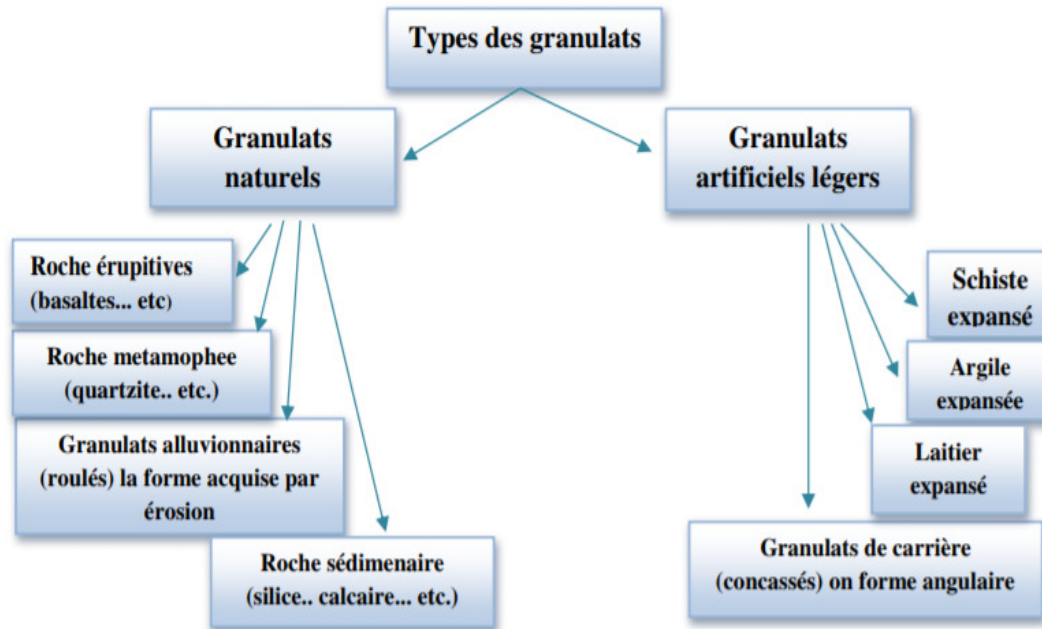 Types des granulats
Granulats
naturels
Granulats
artificiels légers
Roche érupitives
(basaltes... etc)
Roche metamophee
(quartzite.. etc.)
Granulats alluvionnaires
(roulés) la forme acquise par
érosion
Roche sédimenaire
(silice.. calcaire... etc.)
Schiste
expansé
Argile
expansée
Laitier
expansé
Granulats de carrière
(concassés) on forme angulaire